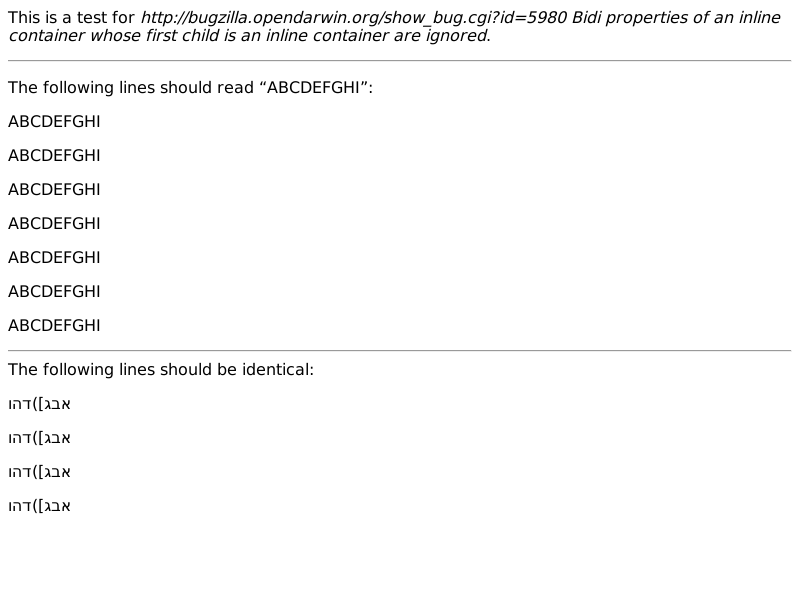 This is a test for http://bugzilla.opendarwin.org/show_bug.cgi?id=5980 Bidi properties of an inline
container whose first child is an inline container are ignored.
The following lines should read “ABCDEFGHI”:
ABCDEFGHI
ABCDEFGHI
ABCDEFGHI
ABCDEFGHI
ABCDEFGHI
ABCDEFGHI
ABCDEFGHI
The following lines should be identical:
אבג])דהו
אבג])דהו
אבג])דהו
אבג])דהו